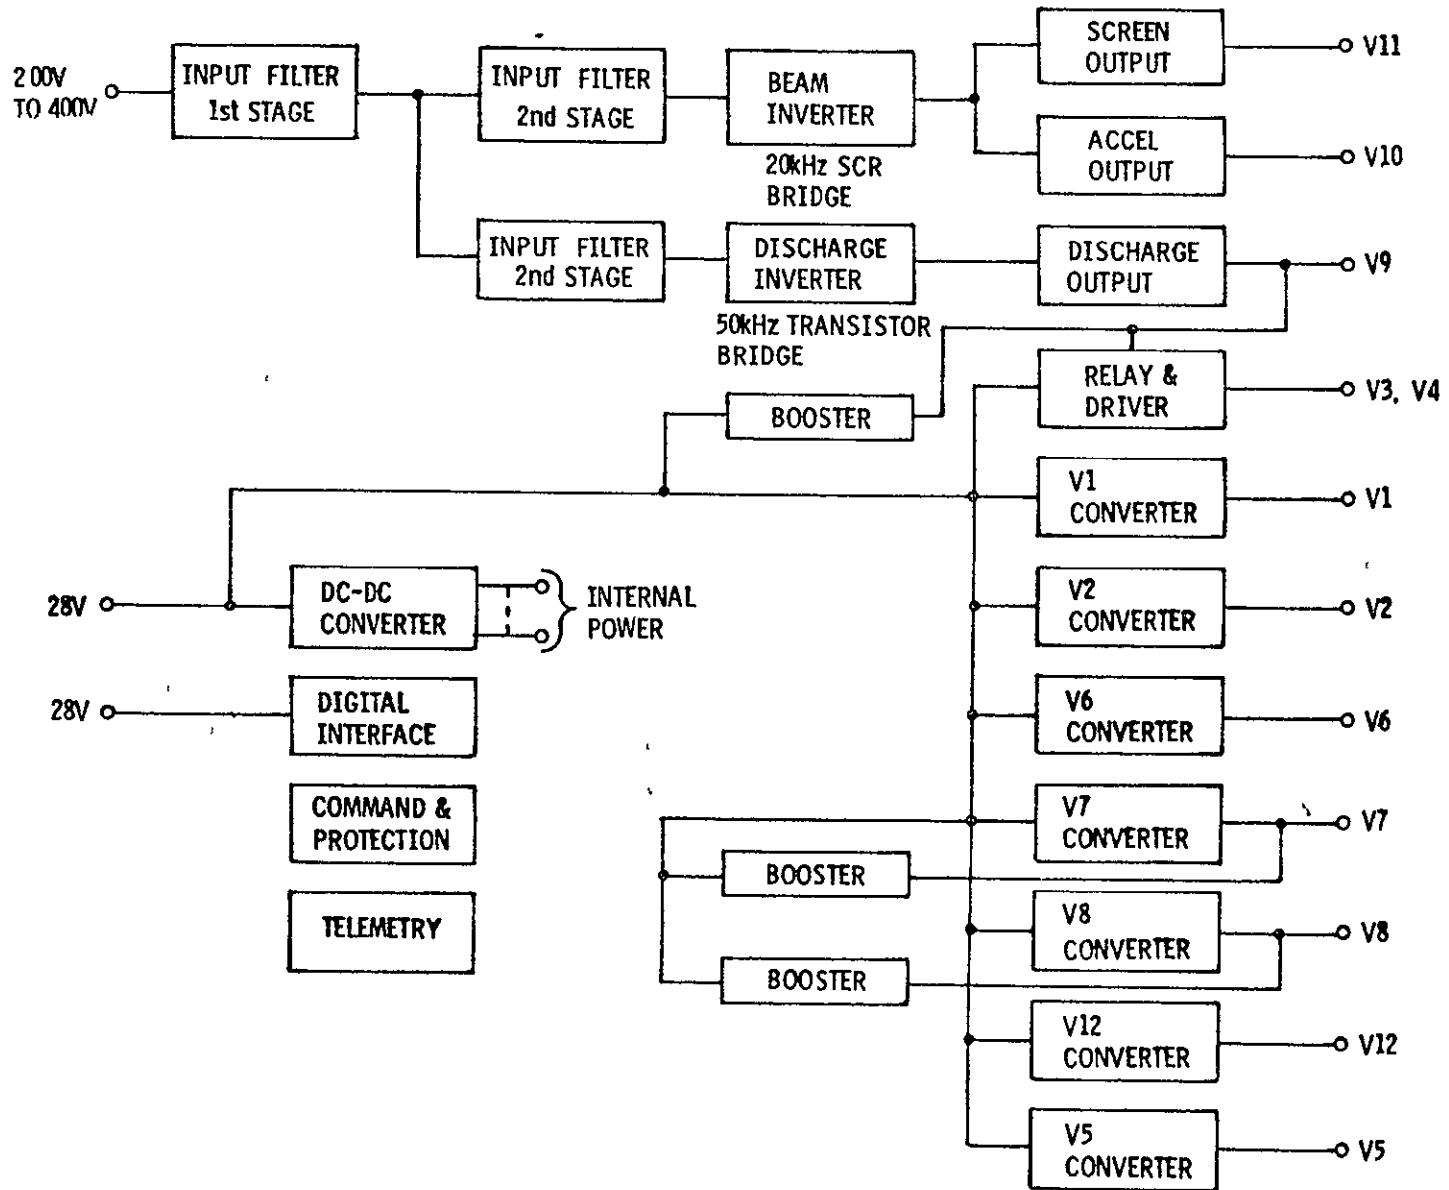 200V
TO 400V
INPUT FILTER
1st STAGE
INPUT FILTER
2nd STAGE
BEAM
INVERTER
20kHz SCR
BRIDGE
SCREEN
OUTPUT
V11
ACCEL
OUTPUT
V10
INPUT FILTER
2nd STAGE
DISCHARGE
INVERTER
50kHz TRANSISTOR
BRIDGE
DISCHARGE
OUTPUT
V9
RELAY &
DRIVER
V3, V4
BOOSTER
V1
CONVERTER
V1
28V
DC-DC
CONVERTER
INTERNAL
POWER
V2
CONVERTER
V2
28V
DIGITAL
INTERFACE
V6
CONVERTER
V6
COMMAND &
PROTECTION
V7
CONVERTER
V7
BOOSTER
TELEMETRY
V8
CONVERTER
V8
BOOSTER
V12
CONVERTER
V12
V5
CONVERTER
V5